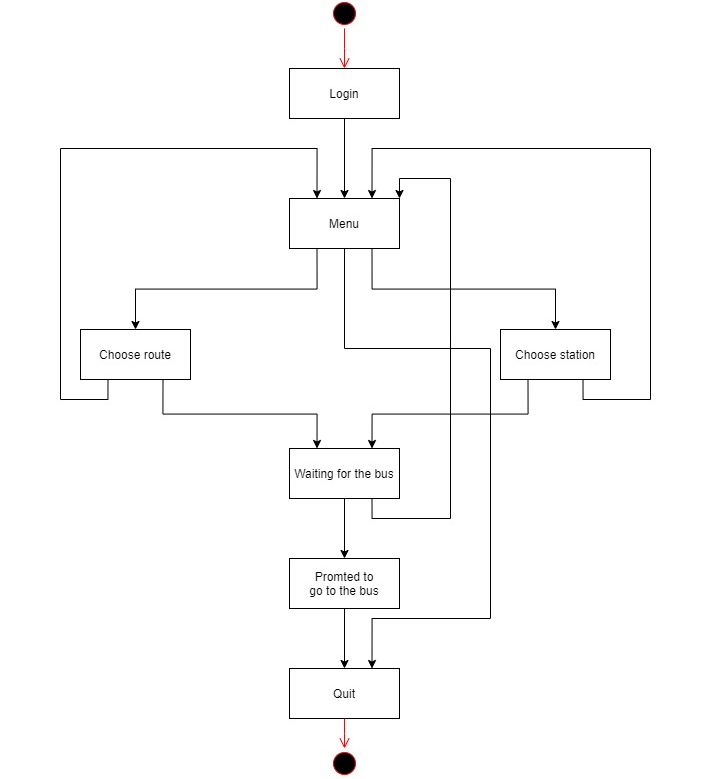 Login
Menu
Choose route
Choose station
Waiting for the bus
Promted to
go to the bus
Quit